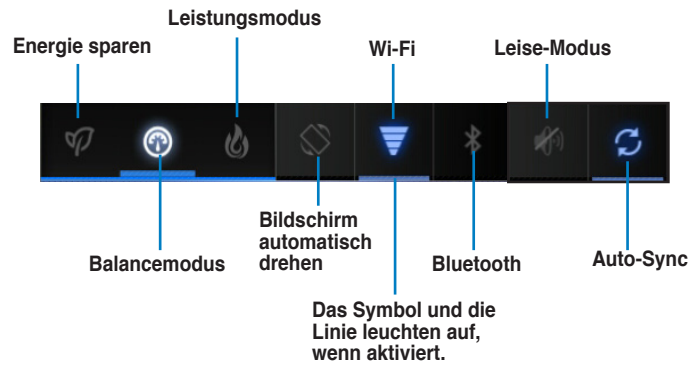 Leistungsmodus
Energie sparen
Wi-Fi
Leise-Modus
Bildschirm
automatisch
drehen
Balancemodus
Bluetooth
Auto-Sync
Das Symbol und die
Linie leuchten auf,
wenn aktiviert.